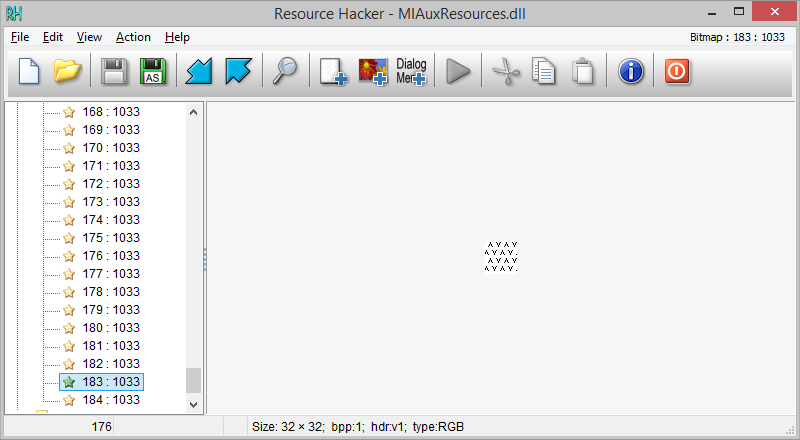 RH
Resource Hacker - MIAuxResources.dll
File Edit View Action Help
Bitmap : 183 : 1033
AS
Dialog
Menu
168 : 1033
169 : 1033
170 : 1033
171 : 1033
172 : 1033
173 : 1033
174 : 1033
175 : 1033
176 : 1033
177 : 1033
178 : 1033
179 : 1033
180 : 1033
181 : 1033
182 : 1033
183 : 1033
184 : 1033
176
Size: 32 × 32; bpp:1; hdr:v1; type:RGB